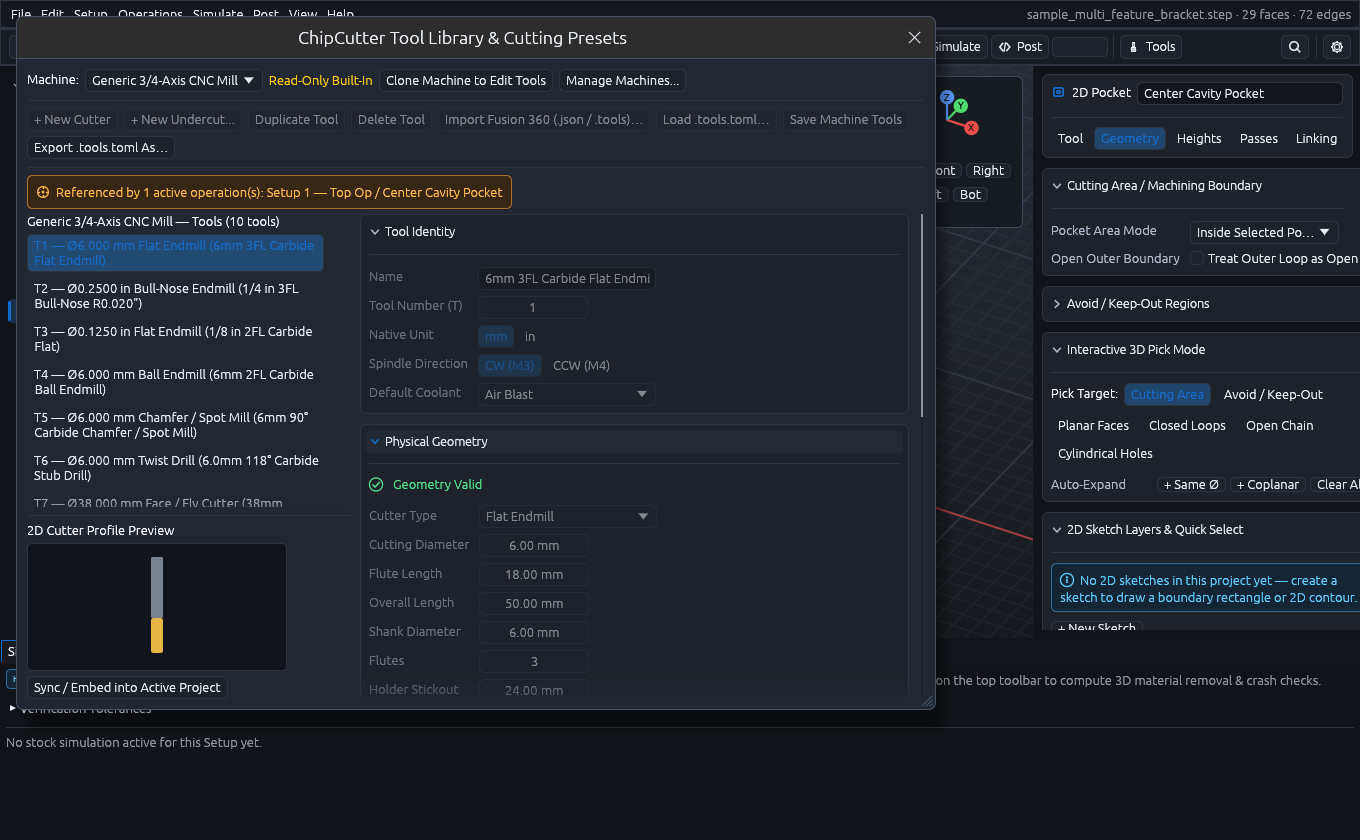 File Edit Setup Operations Simulate Post View Help
sample_multi_feature_bracket.step · 29 faces · 72 edges
ChipCutter Tool Library & Cutting Presets
Post
Tools
Machine: Generic 3/4-Axis CNC Mill Read-Only Built-In Clone Machine to Edit Tools Manage Machines...
+ New Cutter + New Undercut... Duplicate Tool Delete Tool Import Fusion 360 (.json / .tools)... Load .tools.toml... Save Machine Tools
Export .tools.toml As...
Referenced by 1 active operation(s): Setup 1 — Top Op / Center Cavity Pocket
Generic 3/4-Axis CNC Mill — Tools (10 tools)
T1 — Ø6.000 mm Flat Endmill (6mm 3FL Carbide
Flat Endmill)
T2 — Ø0.2500 in Bull-Nose Endmill (1/4 in 3FL
Bull-Nose R0.020")
T3 — Ø0.1250 in Flat Endmill (1/8 in 2FL Carbide
Flat)
T4 — Ø6.000 mm Ball Endmill (6mm 2FL Carbide
Ball Endmill)
T5 — Ø6.000 mm Chamfer / Spot Mill (6mm 90°
Carbide Chamfer / Spot Mill)
T6 — Ø6.000 mm Twist Drill (6.0mm 118° Carbide
Stub Drill)
T7 — Ø38.000 mm Face / Fly Cutter (38mm
2D Cutter Profile Preview
Sync / Embed into Active Project
Tool Identity
Name 6mm 3FL Carbide Flat Endmi
Tool Number (T) 1
Native Unit mm in
Spindle Direction CW (M3) CCW (M4)
Default Coolant Air Blast
Physical Geometry
Geometry Valid
Cutter Type Flat Endmill
Cutting Diameter 6.00 mm
Flute Length 18.00 mm
Overall Length 50.00 mm
Shank Diameter 6.00 mm
Flutes 3
Holder Stickout 24.00 mm
Z
Y
X
Right
Bot
2D Pocket Center Cavity Pocket
Tool Geometry Heights Passes Linking
Cutting Area / Machining Boundary
Pocket Area Mode Inside Selected Po...
Open Outer Boundary Treat Outer Loop as Open
Avoid / Keep-Out Regions
Interactive 3D Pick Mode
Pick Target: Cutting Area Avoid / Keep-Out
Planar Faces Closed Loops Open Chain
Cylindrical Holes
Auto-Expand + Same Ø + Coplanar Clear
2D Sketch Layers & Quick Select
No 2D sketches in this project yet — create a
sketch to draw a boundary rectangle or 2D contour.
+ New Sketch
on the top toolbar to compute 3D material removal & crash checks.
Verification Tolerances
No stock simulation active for this Setup yet.